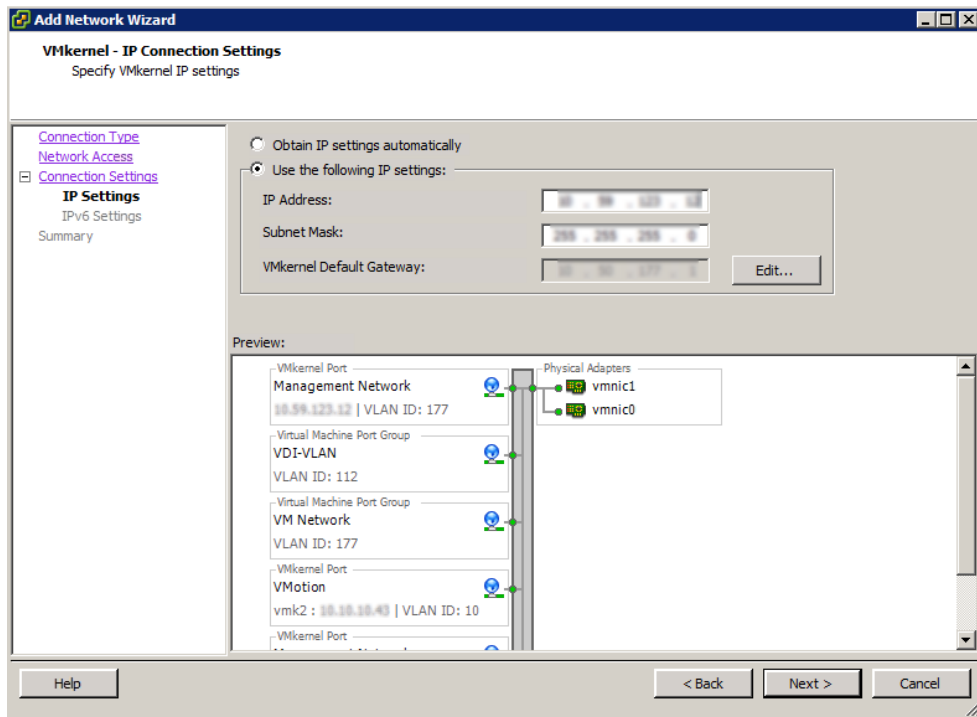 Add Network Wizard
VMkernel - IP Connection Settings
Specify VMkernel IP settings
Connection Type
Network Access
Connection Settings
IP Settings
IPv6 Settings
Summary
Obtain IP settings automatically
Use the following IP settings:
IP Address:
Subnet Mask:
VMkernel Default Gateway:
Edit...
Preview:
VMkernel Port
Management Network
| VLAN ID: 177
Virtual Machine Port Group
VDI-VLAN
VLAN ID: 112
Virtual Machine Port Group
VM Network
VLAN ID: 177
VMkernel Port
VMotion
vmk2 : | VLAN ID: 10
VMkernel Port
Physical Adapters
vmnic1
vmnic0
Help
< Back
Next >
Cancel